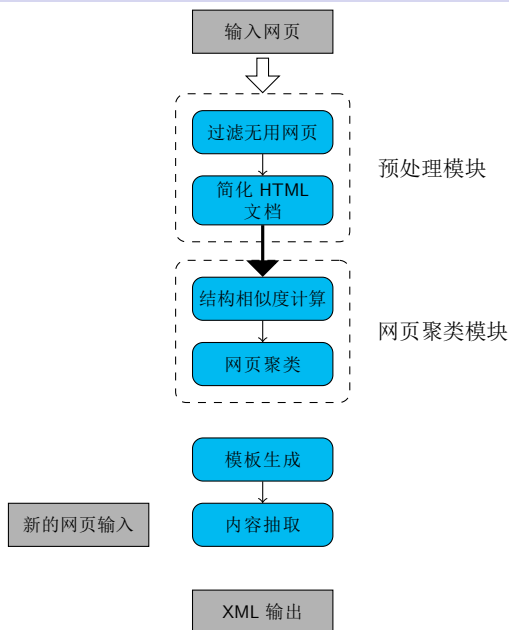 输入网页
过滤无用网页
简化 HTML
文档
预处理模块
结构相似度计算
网页聚类
网页聚类模块
模板生成
新的网页输入
内容抽取
XML 输出